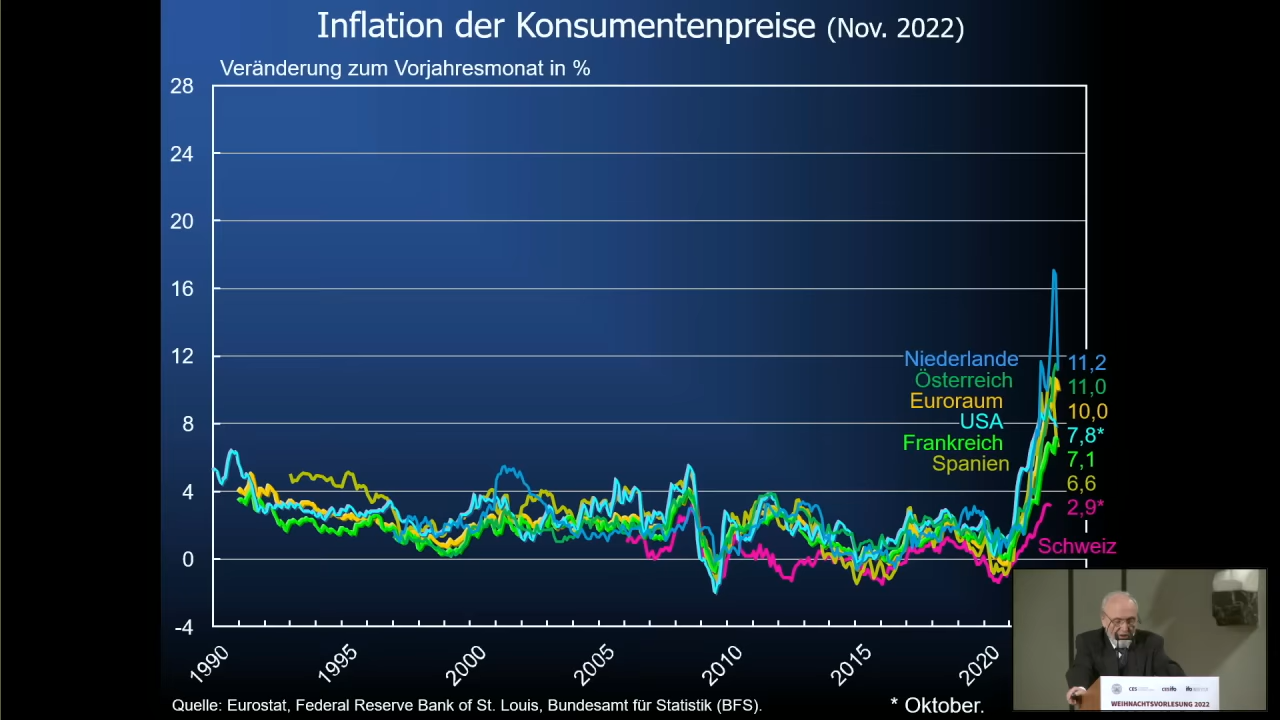 Inflation der Konsumentenpreise (Nov. 2022)
Veränderung zum Vorjahresmonat in %
28
24
20
16
12
8
4
0
-4
Niederlande 11,2
Österreich 11,0
Euroraum 10,0
USA 7,8*
Frankreich 7,1
Spanien 6,6
2,9*
Schweiz
1990 1995 2000 2005 2010 2015 2020
Quelle: Eurostat, Federal Reserve Bank of St. Louis, Bundesamt für Statistik (BFS).
* Oktober.
CES CESifo ifo
WEIHNACHTSVORLESUNG 2022